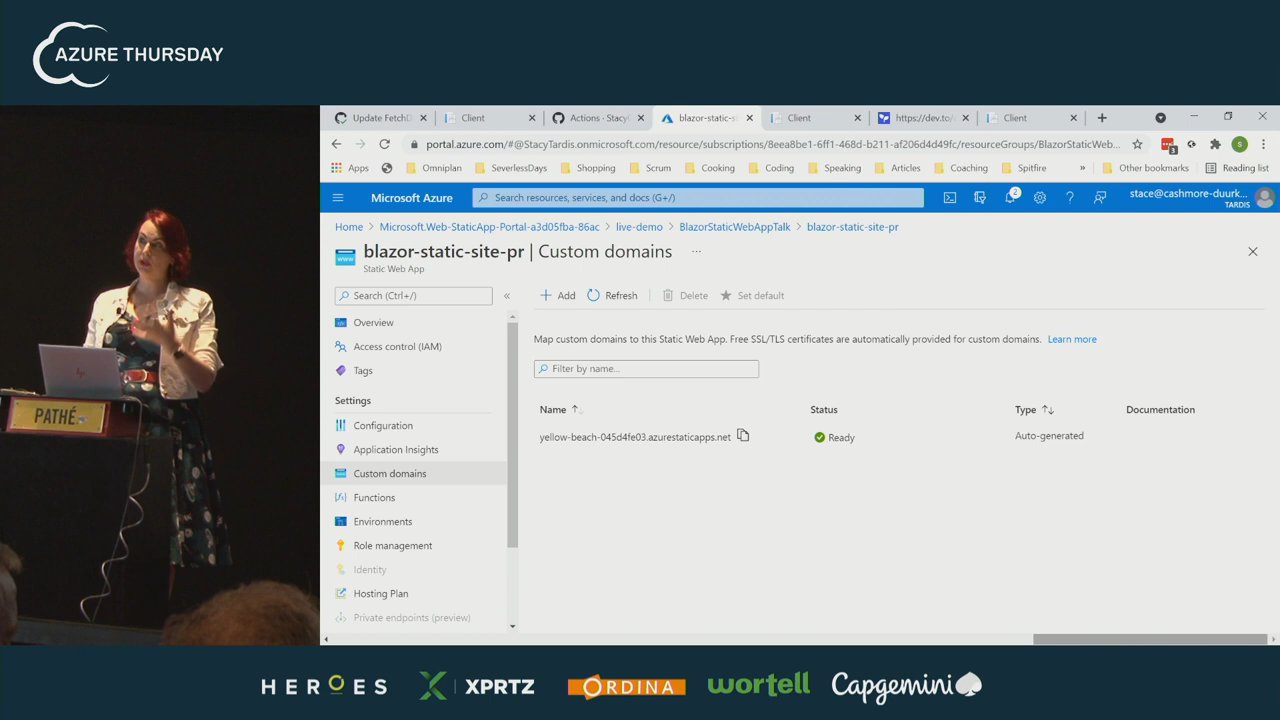 AZURE THURSDAY
Update FetchD
Client
Actions · Stacy
blazor-static-si
Client
https://dev.to/
Client
portal.azure.com/#@StacyTardis.onmicrosoft.com/resource/subscriptions/8eea8be1-6ff1-468d-b211-af206d4d49fc/resourceGroups/BlazorStaticWeb...
3
S
Apps
Omniplan
SeverlessDays
Shopping
Scrum
Cooking
Coding
Speaking
Articles
Coaching
Spitfire
»
Other bookmarks
Reading list
Microsoft Azure
Search resources, services, and docs (G+/)
2
stace@cashmore-duurk...
TARDIS
Home > Microsoft.Web-StaticApp-Portal-a3d05fba-86ac > live-demo > BlazorStaticWebAppTalk > blazor-static-site-pr
blazor-static-site-pr | Custom domains ...
Static Web App
Search (Ctrl+/)
«
Add
Refresh
Delete
Set default
Overview
Access control (IAM)
Tags
Settings
Configuration
Application Insights
Custom domains
Functions
Environments
Role management
Identity
Hosting Plan
Private endpoints (preview)
Map custom domains to this Static Web App. Free SSL/TLS certificates are automatically provided for custom domains. Learn more
Filter by name...
Name
Status
Type
Documentation
yellow-beach-045d4fe03.azurestaticapps.net
Ready
Auto-generated
hp
PATHÉ
HEROES
XPRTZ
ORDINA
wortell
Capgemini